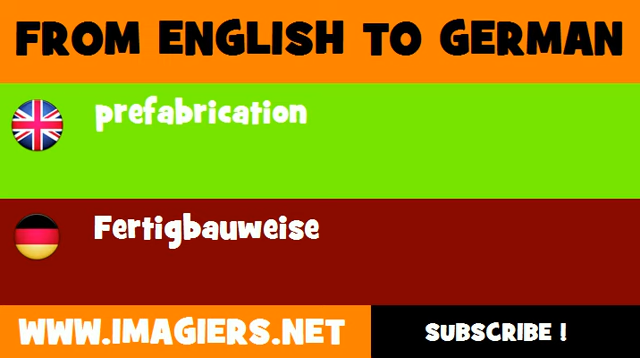 FROM ENGLISH TO GERMAN
prefabrication
Fertigbauweise
WWW.IMAGIERS.NET
SUBSCRIBE !